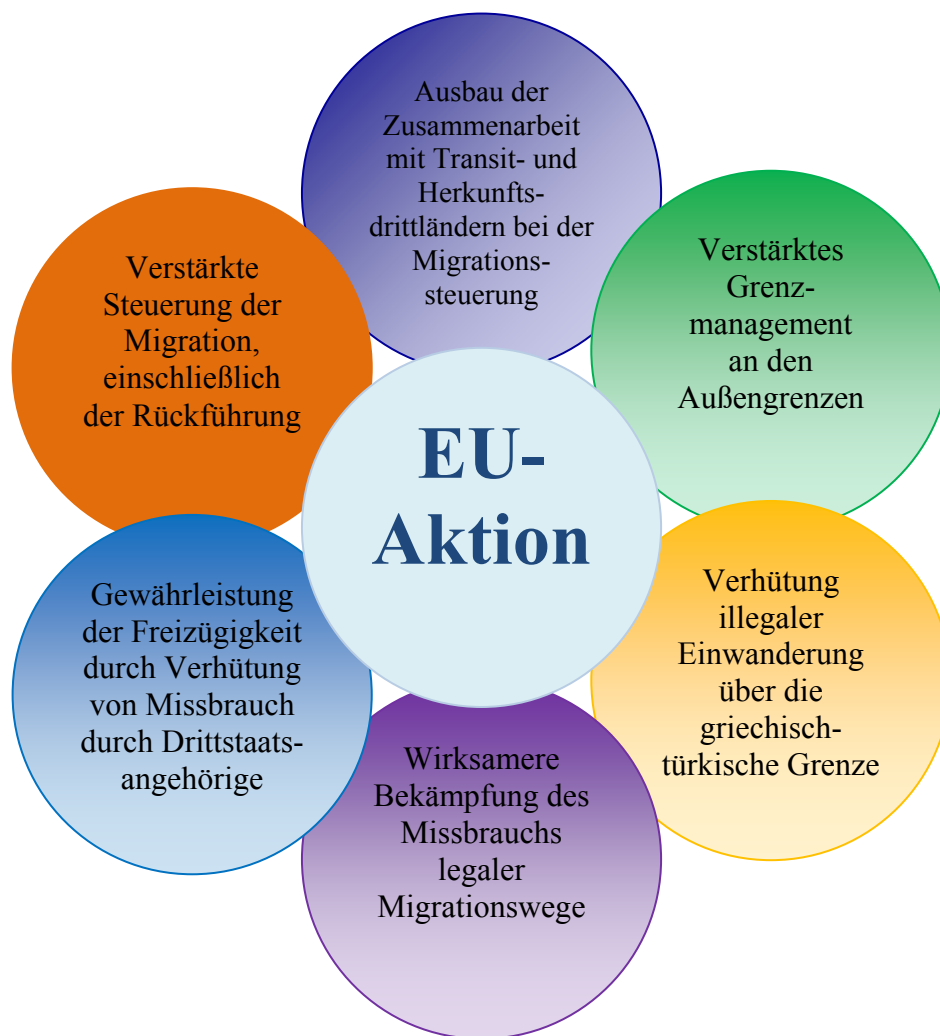 Ausbau der
Zusammenarbeit
mit Transit- und
Herkunfts-
drittländern bei der
Migrations-
steuerung
Verstärktes
Grenz-
management
an den
Außengrenzen
Verhütung
illegaler
Einwanderung
über die
griechisch-
türkische Grenze
Wirksamere
Bekämpfung des
Missbrauchs
legaler
Migrationswege
Gewährleistung
der Freizügigkeit
durch Verhütung
von Missbrauch
durch Drittstaats-
angehörige
Verstärkte
Steuerung der
Migration,
einschließlich
der Rückführung
EU-
Aktion